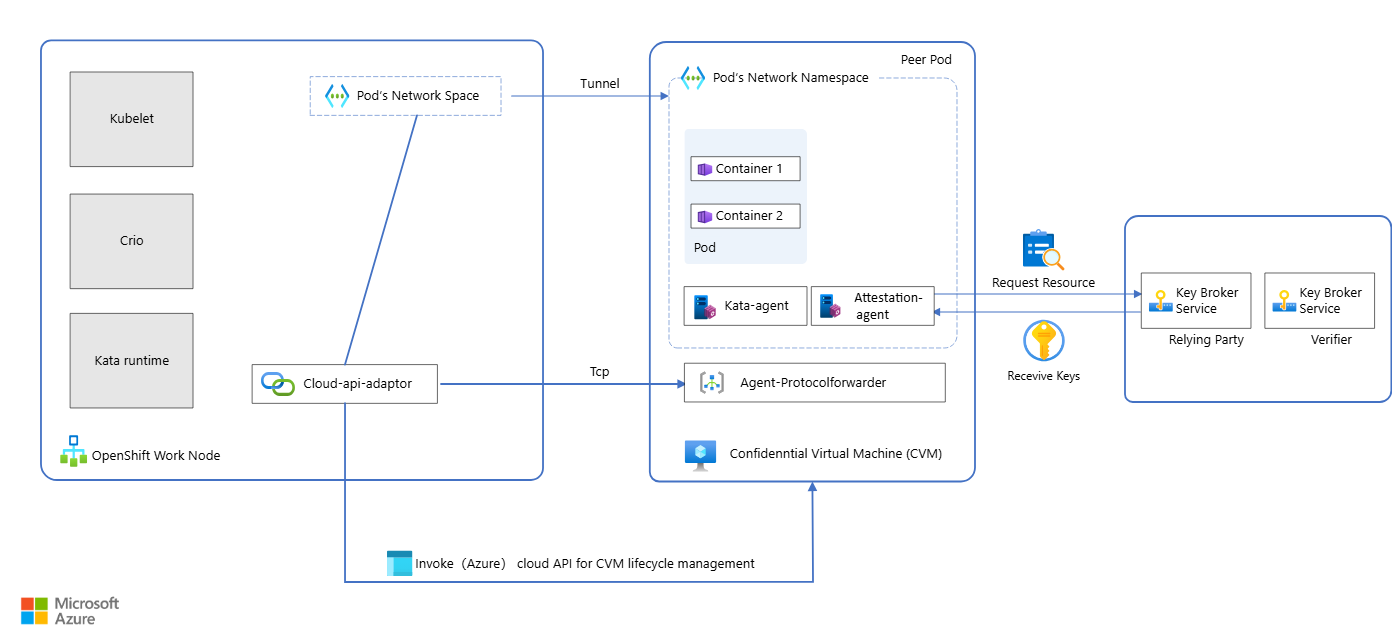 Kubelet
Crio
Kata runtime
OpenShift Work Node
Pod's Network Space
Cloud-api-adaptor
Tunnel
Tcp
Peer Pod
Pod's Network Namespace
Container 1
Container 2
Pod
Kata-agent
Attestation-
agent
Agent-Protocolforwarder
Confidenntial Virtual Machine (CVM)
Request Resource
Recevive Keys
Key Broker
Service
Relying Party
Key Broker
Service
Verifier
Invoke（Azure） cloud API for CVM lifecycle management
Microsoft
Azure